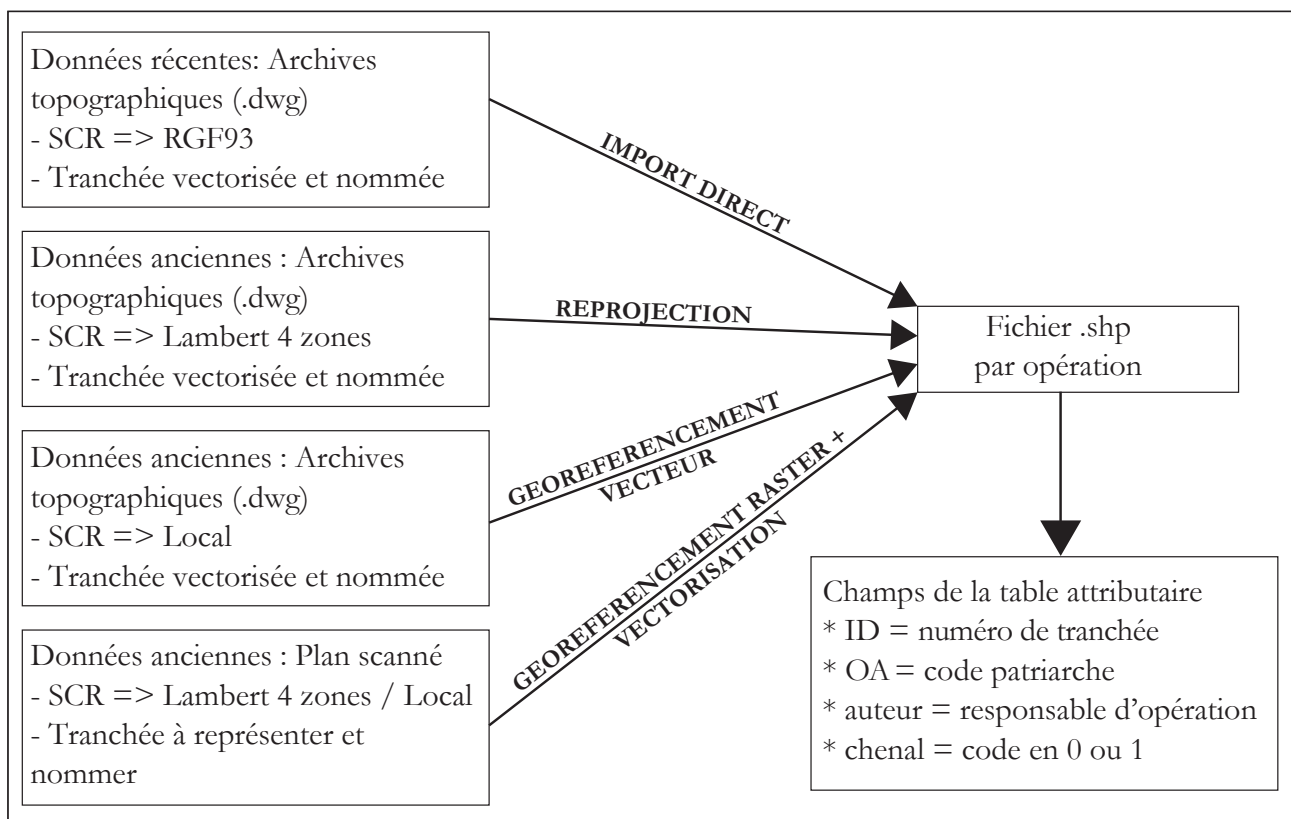 Données récentes: Archives
topographiques (.dwg)
- SCR => RGF93
- Tranchée vectorisée et nommée
IMPORT DIRECT
Données anciennes : Archives
topographiques (.dwg)
- SCR => Lambert 4 zones
- Tranchée vectorisée et nommée
REPROJECTION
Données anciennes : Archives
topographiques (.dwg)
- SCR => Local
- Tranchée vectorisée et nommée
GEOREFERENCEMENT
VECTEUR
Données anciennes : Plan scanné
- SCR => Lambert 4 zones / Local
- Tranchée à représenter et
nommer
GEOREFERENCEMENT RASTER +
VECTORISATION
Fichier .shp
par opération
Champs de la table attributaire
* ID = numéro de tranchée
* OA = code patriarche
* auteur = responsable d'opération
* chenal = code en 0 ou 1